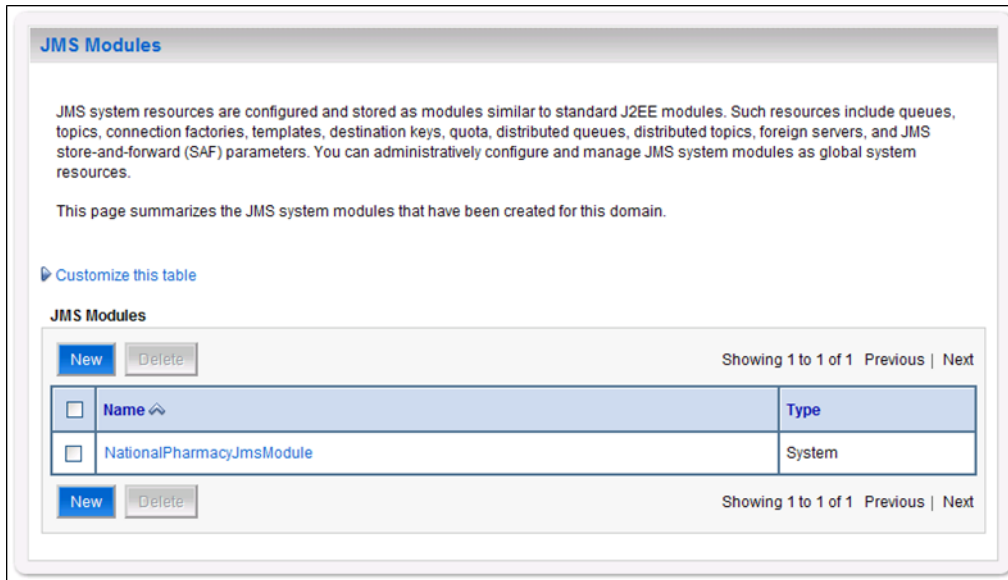 JMS Modules
JMS system resources are configured and stored as modules similar to standard J2EE modules. Such resources include queues,
topics, connection factories, templates, destination keys, quota, distributed queues, distributed topics, foreign servers, and JMS
store-and-forward (SAF) parameters. You can administratively configure and manage JMS system modules as global system
resources.
This page summarizes the JMS system modules that have been created for this domain.
Customize this table
JMS Modules
New Delete Showing 1 to 1 of 1 Previous | Next
Name Type
NationalPharmacyJmsModule System
New Delete Showing 1 to 1 of 1 Previous | Next